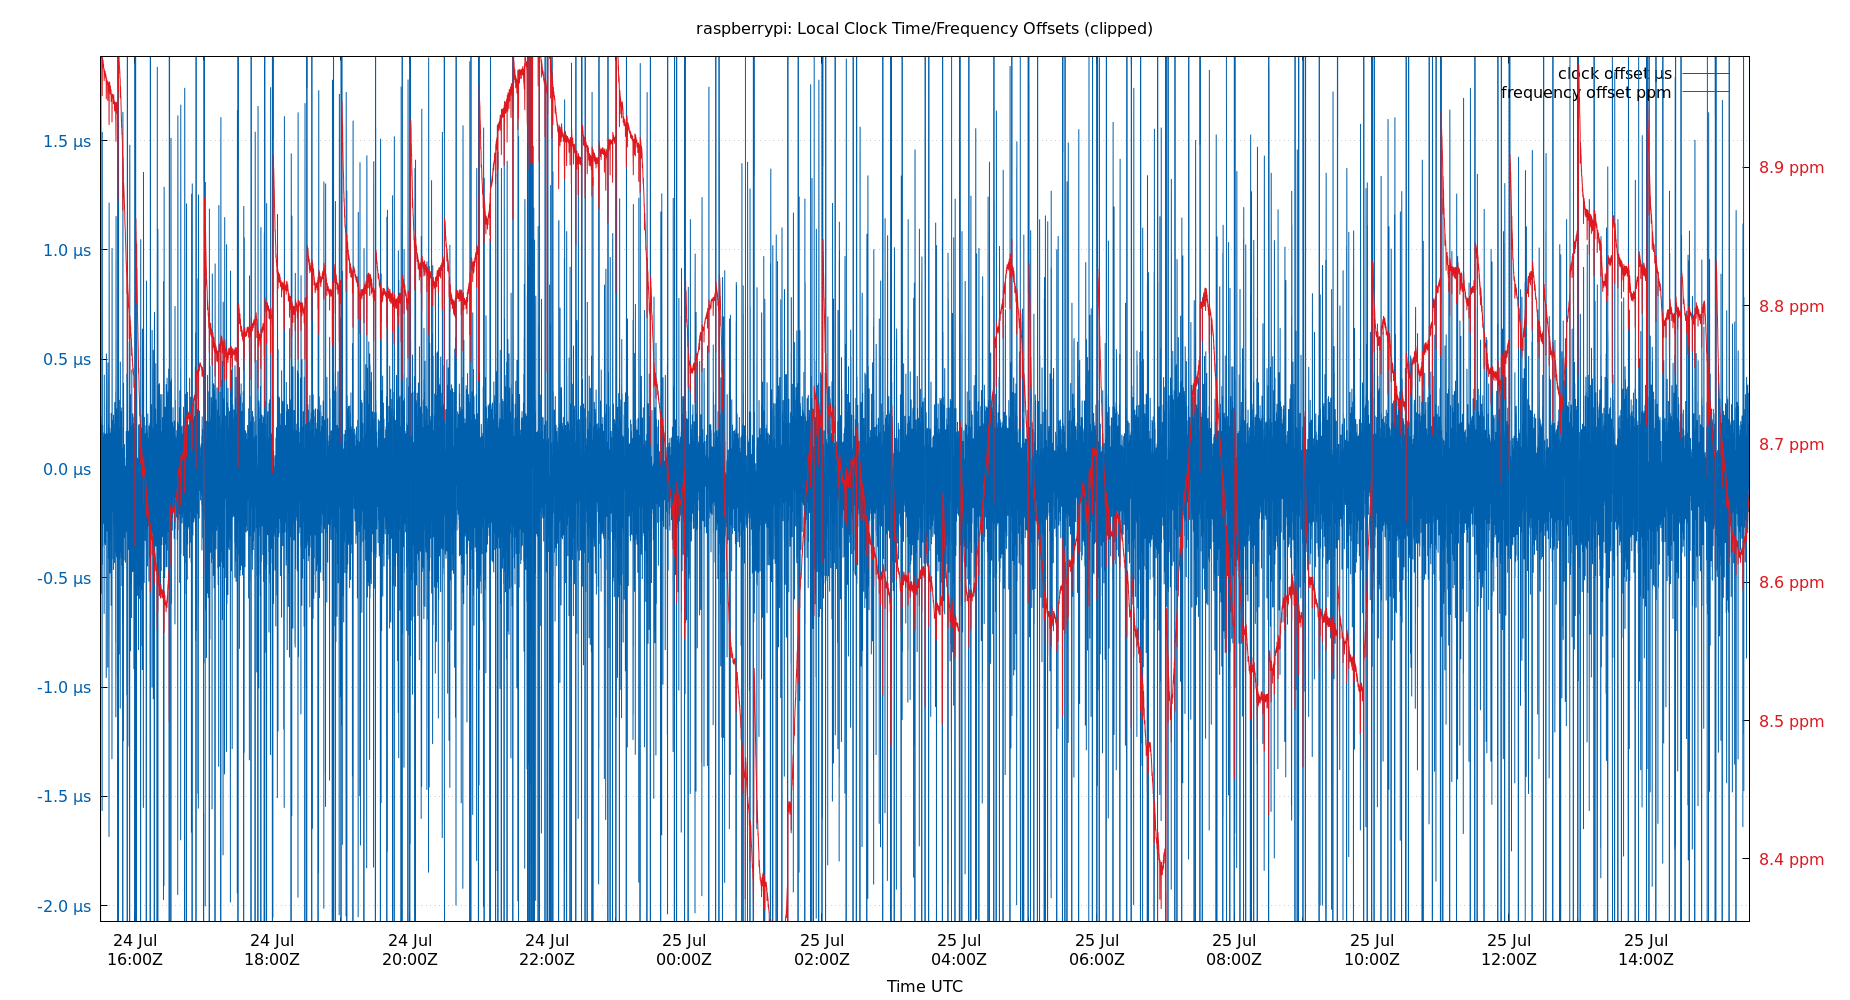 raspberrypi: Local Clock Time/Frequency Offsets (clipped)
clock offset µs
frequency offset ppm
1.5 µs
1.0 µs
0.5 µs
0.0 µs
-0.5 µs
-1.0 µs
-1.5 µs
-2.0 µs
8.9 ppm
8.8 ppm
8.7 ppm
8.6 ppm
8.5 ppm
8.4 ppm
24 Jul 24 Jul 24 Jul 24 Jul 25 Jul 25 Jul 25 Jul 25 Jul 25 Jul 25 Jul 25 Jul 25 Jul
16:00Z 18:00Z 20:00Z 22:00Z 00:00Z 02:00Z 04:00Z 06:00Z 08:00Z 10:00Z 12:00Z 14:00Z
Time UTC